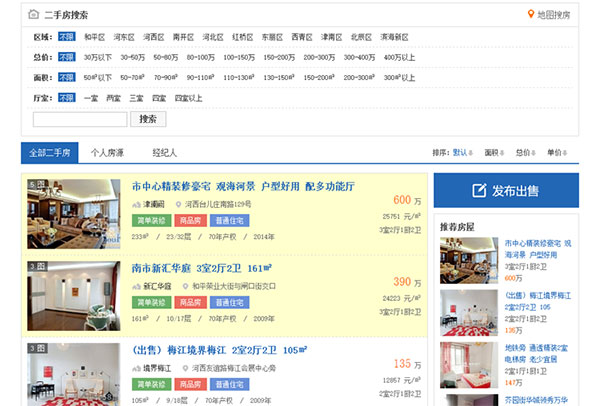 二手房搜索
地图搜房
区域： 不限 和平区 河东区 河西区 南开区 河北区 红桥区 东丽区 西青区 津南区 北辰区 滨海新区
总价： 不限 30万以下 30-50万 50-80万 80-100万 100-150万 150-200万 200-300万 300-400万 400万以上
面积： 不限 50㎡以下 50-70㎡ 70-90㎡ 90-110㎡ 110-130㎡ 130-150㎡ 150-200㎡ 200-300㎡ 300㎡以上
厅室： 不限 一室 两室 三室 四室 四室以上
搜索
全部二手房 个人房源 经纪人
排序： 默认 面积 总价 单价
5 图
市中心精装修豪宅 观海河景 户型好用 配多功能厅
津澜阙 河西台儿庄南路129号
简单装修 商品房 普通住宅
233㎡ / 23/32层 / 70年产权 / 2014年
600 万
25751 元/㎡
3室2厅1厨2卫
3 图
南市新汇华庭 3室2厅2卫 161㎡
新汇华庭 和平荣业大街与闸口街交口
简单装修 商品房 普通住宅
161㎡ / 10/17层 / 70年产权 / 2009年
390 万
24223 元/㎡
3室2厅1厨2卫
3 图
(出售) 梅江境界梅江 2室2厅2卫 105㎡
境界梅江 河西友谊路梅江会展中心旁
简单装修 商品房 普通住宅
105㎡ / 9/18层 / 70年产权 / 2009年
135 万
12857 元/㎡
2室2厅1厨2卫
发布出售
推荐房屋
市中心精装修豪宅 观
海河景 户型好用
3室2厅1厨2卫
600万
(出售) 梅江境界梅江
2室2厅2卫 105
2室2厅1厨2卫
135万
地铁旁 通透精装2室
电梯房 老少宜居
2室1厅1厨1卫
147万
芥园街华城领秀万华